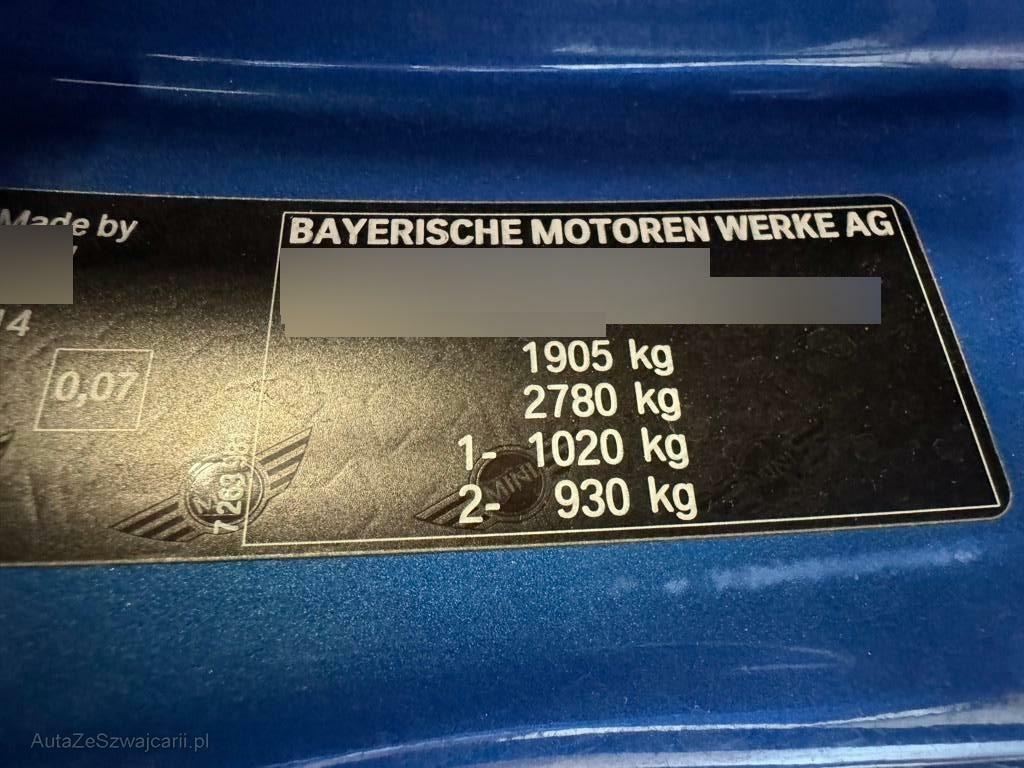 Made by
14
0,07
BAYERISCHE MOTOREN WERKE AG
1905 kg
2780 kg
1- 1020 kg
2- 930 kg
MINI
AutaZeSzwajcarii.pl